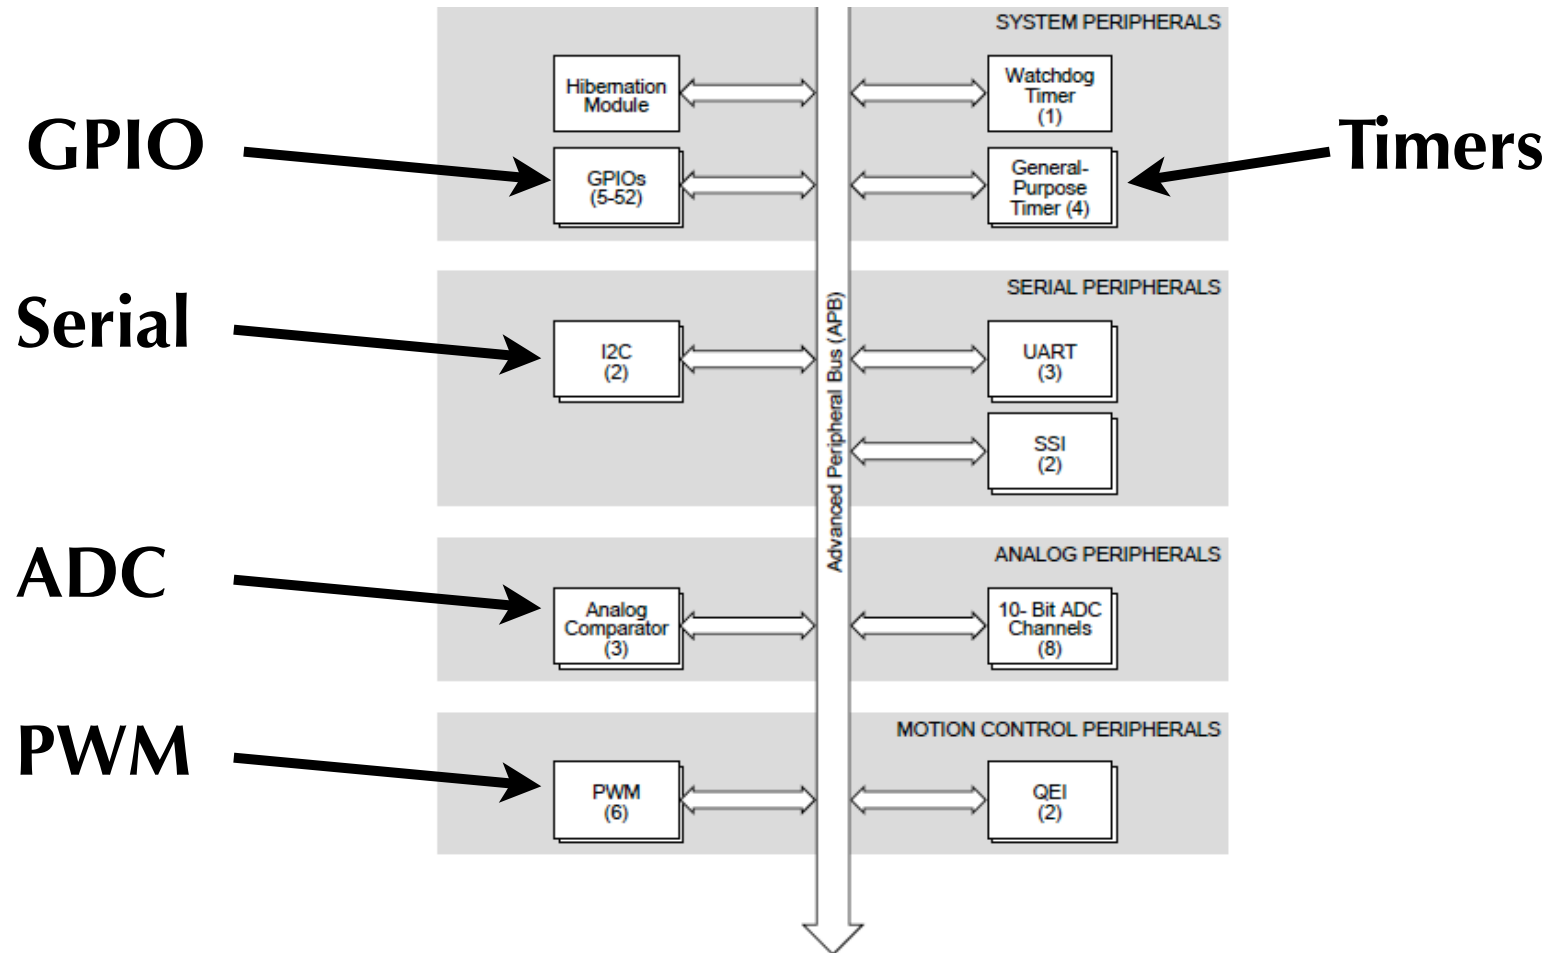 SYSTEM PERIPHERALS
Hibernation
Module
Watchdog
Timer
(1)
GPIO
GPIOs
(5-52)
General-
Purpose
Timer (4)
Timers
SERIAL PERIPHERALS
Serial
I2C
(2)
Advanced Peripheral Bus (APB)
UART
(3)
SSI
(2)
ANALOG PERIPHERALS
ADC
Analog
Comparator
(3)
10- Bit ADC
Channels
(8)
MOTION CONTROL PERIPHERALS
PWM
PWM
(6)
QEI
(2)